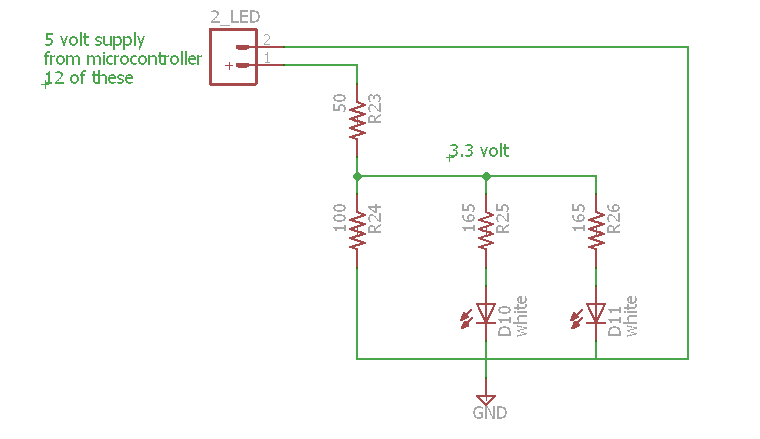 2_LED
5 volt supply
from microcontroller
12 of these
2
1
50
R23
3.3 volt
100
R24
165
R25
165
R26
D10
white
D11
white
GND